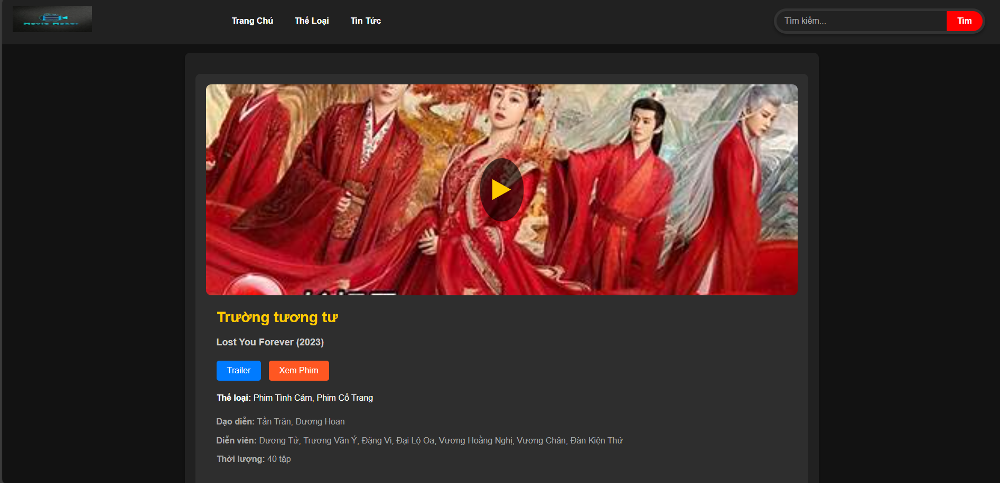 Movie Maker
Trang Chủ
Thể Loại
Tin Tức
Tìm kiếm...
Tìm
Trường tương tư
Lost You Forever (2023)
Trailer
Xem Phim
Thể loại: Phim Tình Cảm, Phim Cổ Trang
Đạo diễn: Tần Trăn, Dương Hoan
Diễn viên: Dương Tử, Trương Vãn Ý, Đặng Vi, Đại Lộ Oa, Vương Hoằng Nghị, Vương Chân, Đàn Kiện Thứ
Thời lượng: 40 tập